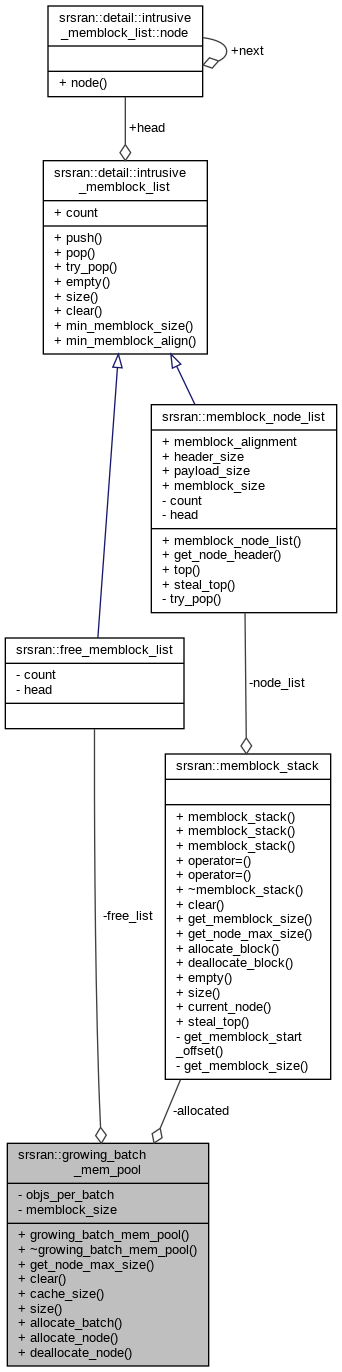 srsran::detail::intrusive
_memblock_list::node
+ node()
+next
+head
srsran::detail::intrusive
_memblock_list
+ count
+ push()
+ pop()
+ try_pop()
+ empty()
+ size()
+ clear()
+ min_memblock_size()
+ min_memblock_align()
srsran::memblock_node_list
+ memblock_alignment
+ header_size
+ payload_size
+ memblock_size
- count
- head
+ memblock_node_list()
+ get_node_header()
+ top()
+ steal_top()
- try_pop()
srsran::free_memblock_list
- count
- head
-node_list
srsran::memblock_stack
+ memblock_stack()
+ memblock_stack()
+ memblock_stack()
+ operator=()
+ operator=()
+ ~memblock_stack()
+ clear()
+ get_memblock_size()
+ get_node_max_size()
+ allocate_block()
+ deallocate_block()
+ empty()
+ size()
+ current_node()
+ steal_top()
- get_memblock_start
_offset()
- get_memblock_size()
-free_list
-allocated
srsran::growing_batch
_mem_pool
- objs_per_batch
- memblock_size
+ growing_batch_mem_pool()
+ ~growing_batch_mem_pool()
+ get_node_max_size()
+ clear()
+ cache_size()
+ size()
+ allocate_batch()
+ allocate_node()
+ deallocate_node()